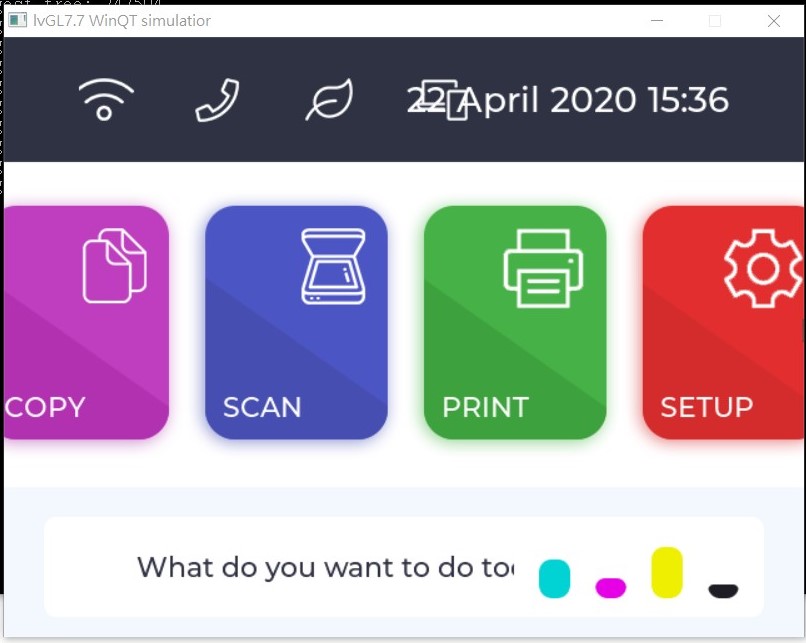 lvGL7.7 WinQT simulatior
22 April 2020 15:36
COPY
SCAN
PRINT
SETUP
What do you want to do